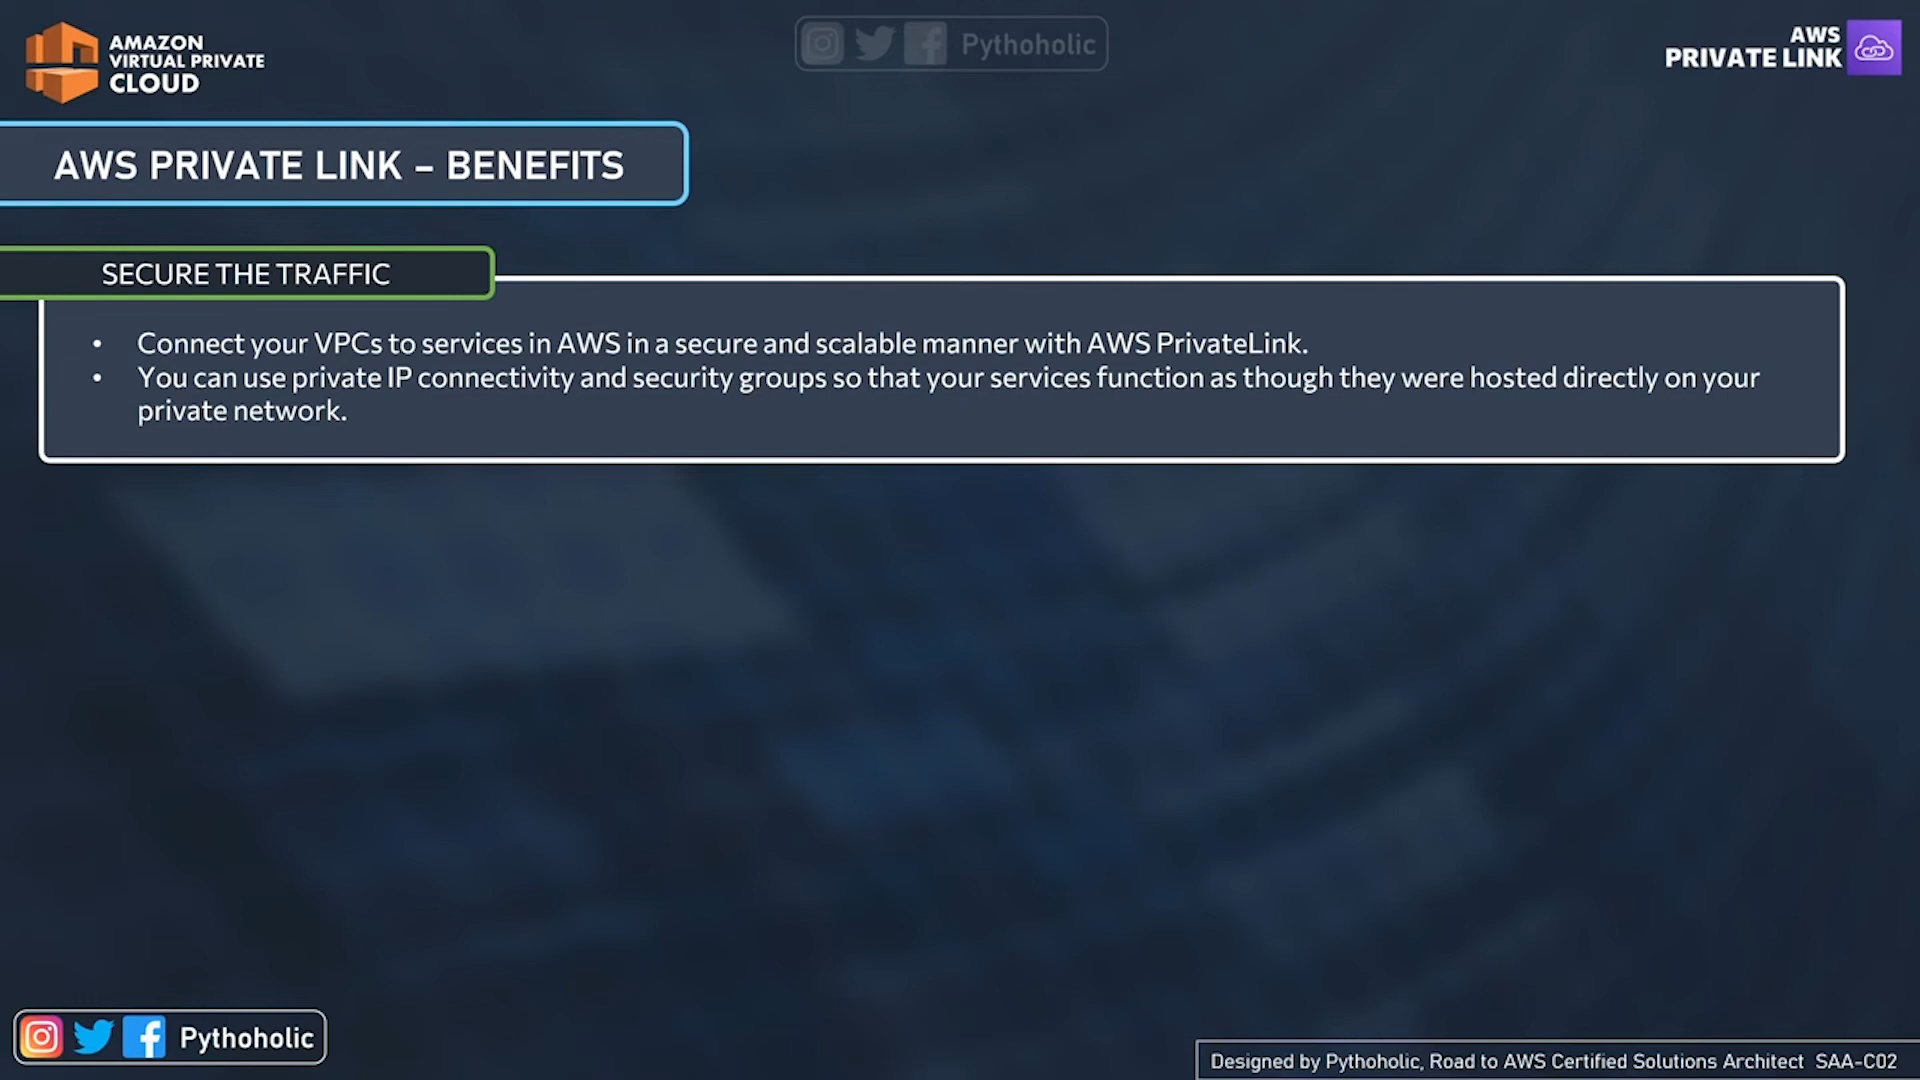 AMAZON
VIRTUAL PRIVATE
CLOUD
Pythoholic
AWS
PRIVATE LINK
AWS PRIVATE LINK – BENEFITS
SECURE THE TRAFFIC
• Connect your VPCs to services in AWS in a secure and scalable manner with AWS PrivateLink.
• You can use private IP connectivity and security groups so that your services function as though they were hosted directly on your
private network.
Pythoholic
Designed by Pythoholic, Road to AWS Certified Solutions Architect SAA-C02